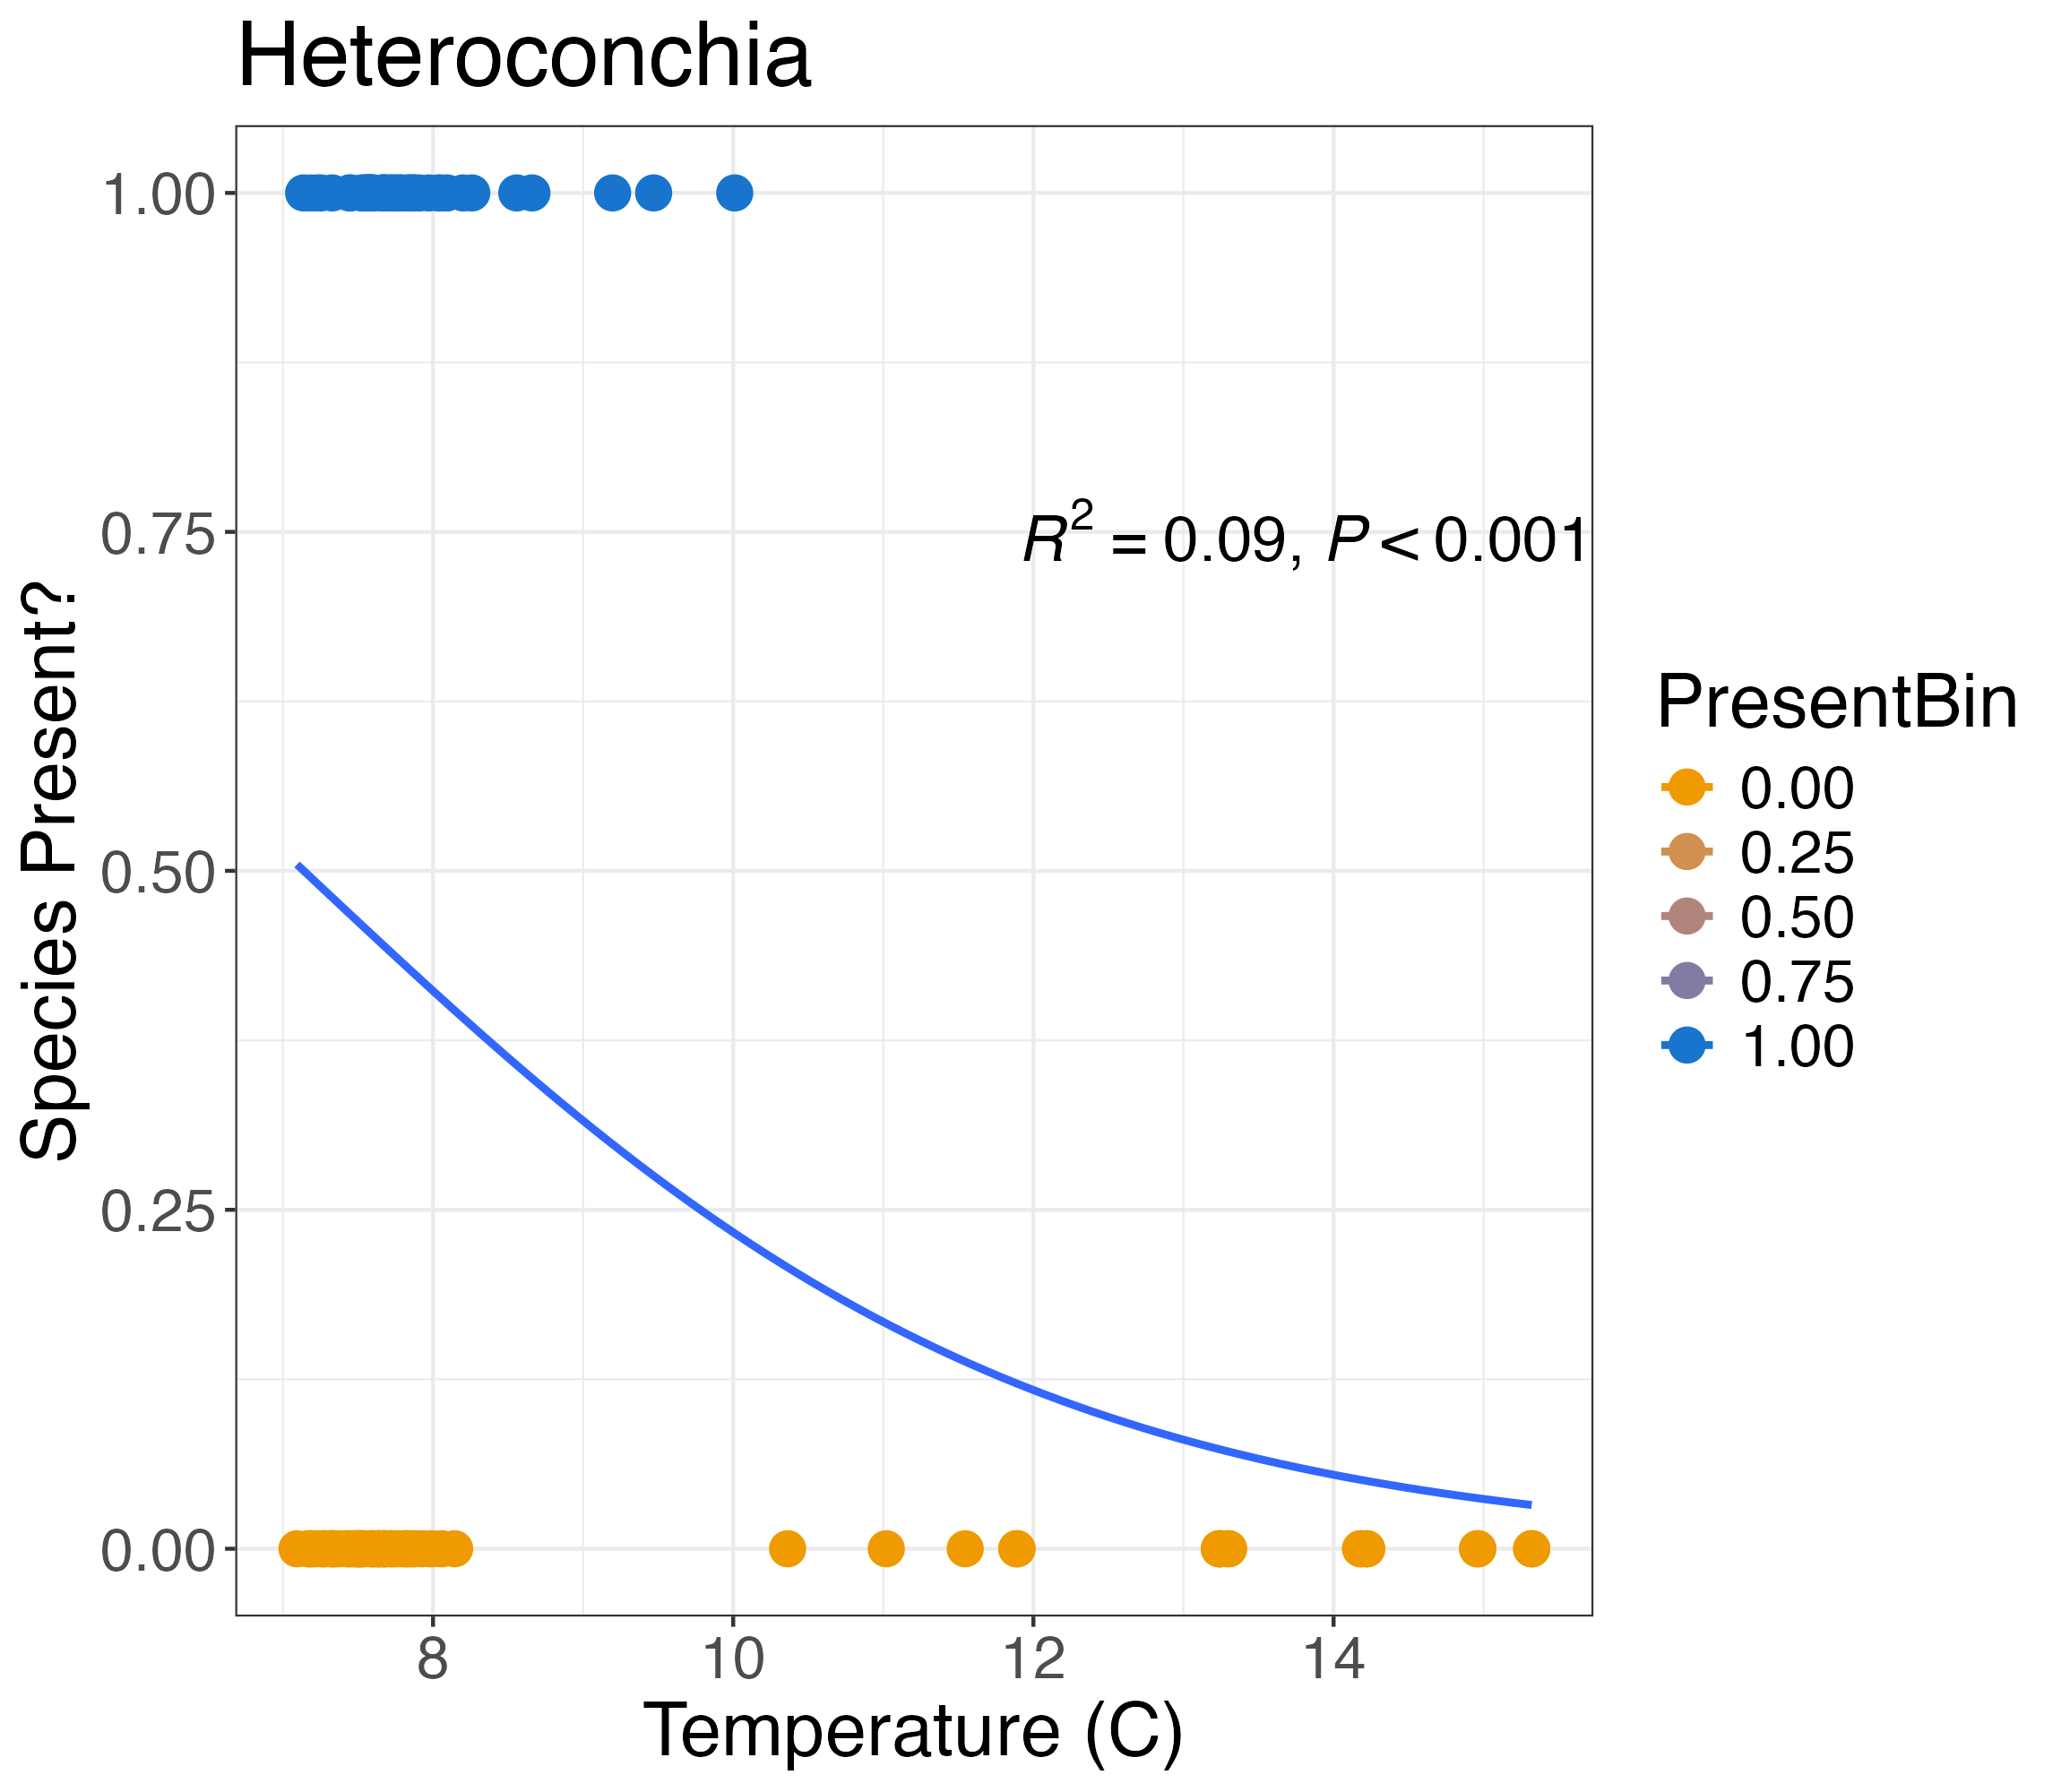 Heteroconchia
Species Present?
1.00
0.75
0.50
0.25
0.00
R² = 0.09, P < 0.001
8 10 12 14
Temperature (C)
PresentBin
0.00
0.25
0.50
0.75
1.00